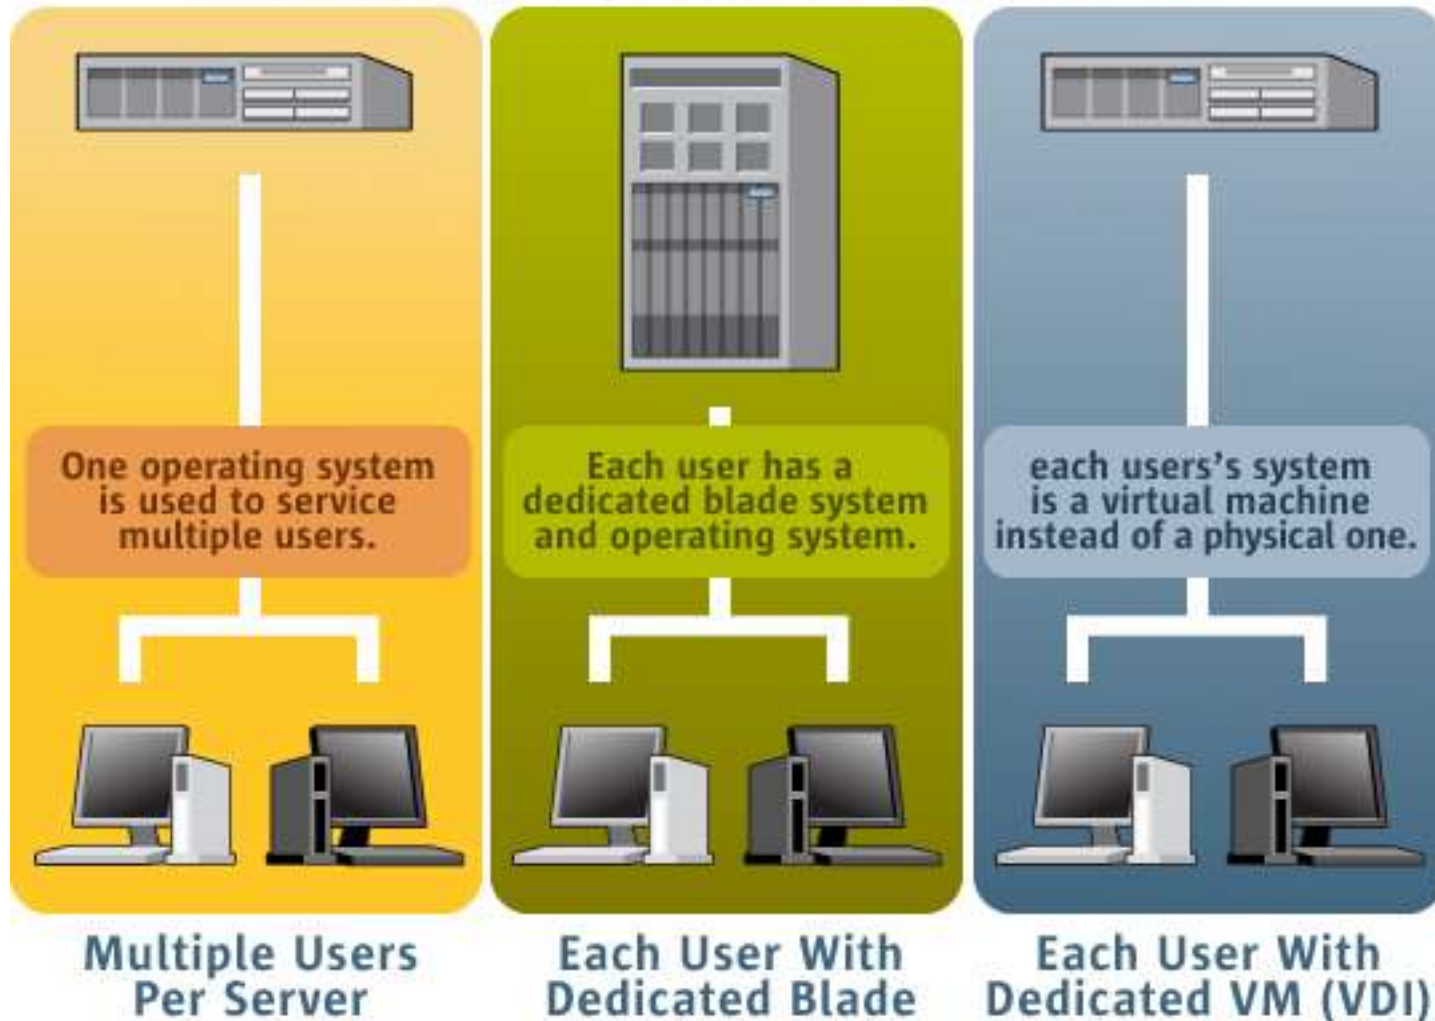 One operating system
is used to service
multiple users.
Each user has a
dedicated blade system
and operating system.
each users's system
is a virtual machine
instead of a physical one.
Multiple Users
Per Server
Each User With
Dedicated Blade
Each User With
Dedicated VM (VDI)